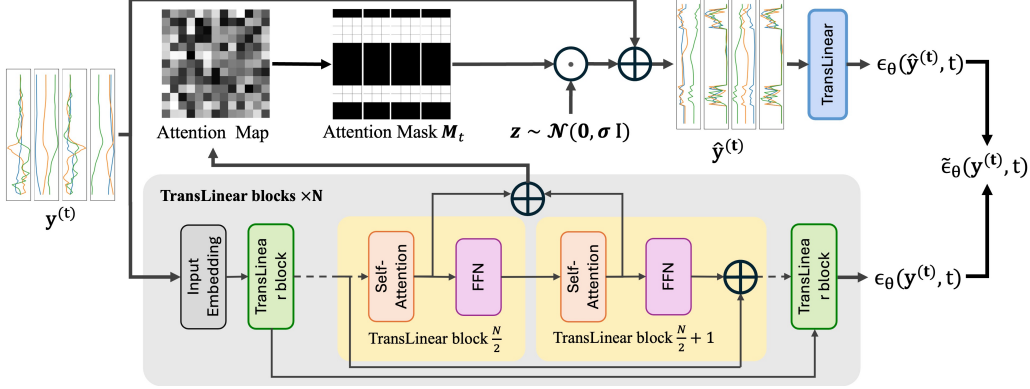 Attention Map
Attention Mask M_t
z ~ N(0, σ I)
ŷ^(t)
TransLinear
ϵ_θ(ŷ^(t), t)
y^(t)
ϵ̃_θ(y^(t), t)
TransLinear blocks ×N
Input
Embedding
TransLinea
r block
Self-
Attention
FFN
TransLinear block N/2
Self-
Attention
FFN
TransLinear block N/2 + 1
TransLinea
r block
ϵ_θ(y^(t), t)